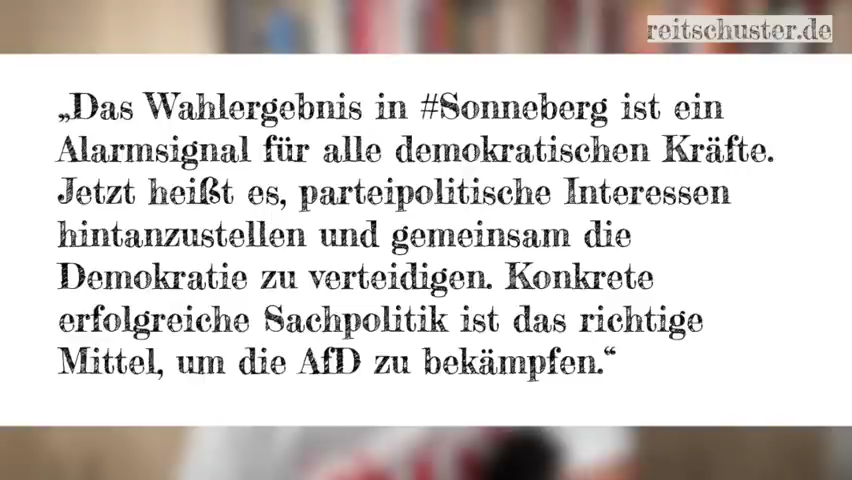 reitschuster.de
„Das Wahlergebnis in #Sonneberg ist ein
Alarmsignal für alle demokratischen Kräfte.
Jetzt heißt es, parteipolitische Interessen
hintanzustellen und gemeinsam die
Demokratie zu verteidigen. Konkrete
erfolgreiche Sachpolitik ist das richtige
Mittel, um die AfD zu bekämpfen.“